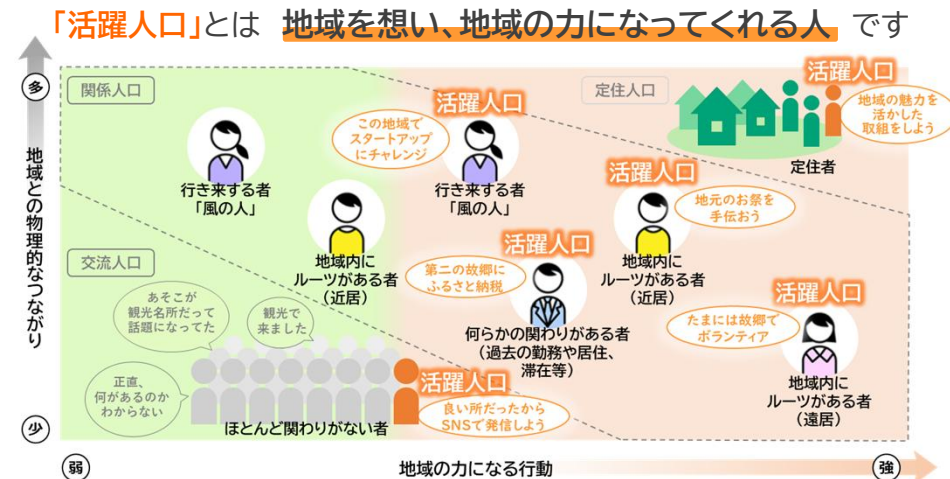 「活躍人口」とは 地域を想い、地域の力になってくれる人 です
多
地域との物理的なつながり
少
関係人口
定住人口
交流人口
行き来する者
「風の人」
この地域で
スタートアップ
にチャレンジ
活躍人口
行き来する者
「風の人」
活躍人口
地域の魅力を
活かした
取組をしよう
定住者
地域内に
ルーツがある者
（近居）
活躍人口
地元のお祭を
手伝おう
地域内に
ルーツがある者
（近居）
活躍人口
第二の故郷に
ふるさと納税
何らかの関わりがある者
（過去の勤務や居住、
滞在等）
活躍人口
たまには故郷で
ボランティア
地域内に
ルーツがある者
（遠居）
あそこが
観光名所だって
話題になってた
観光で
来ました
正直、
何があるのか
わからない
ほとんど関わりがない者
活躍人口
良い所だったから
SNSで発信しよう
弱
地域の力になる行動
強